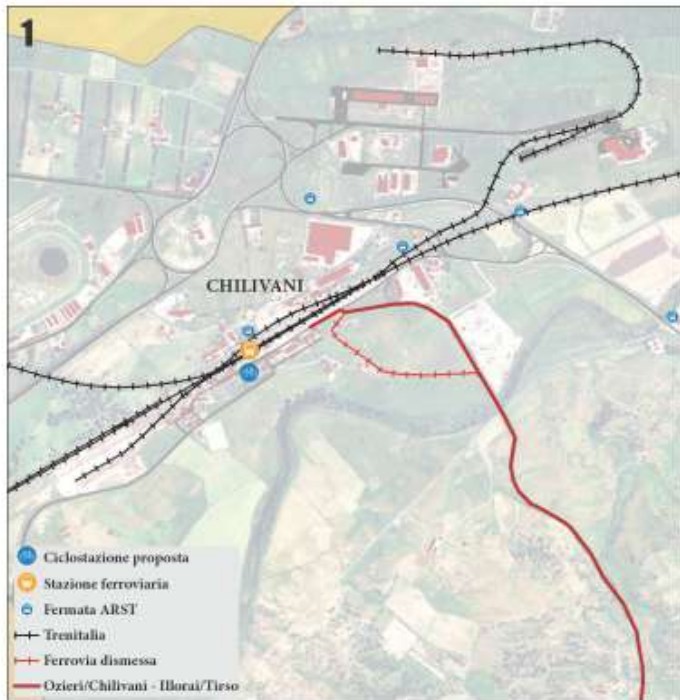 1
CHILIVANI
Ciclostazione proposta
Stazione ferroviaria
Fermata ARST
Trenitalia
Ferrovia dismessa
Ozieri/Chilivani - Illorai/Tirso